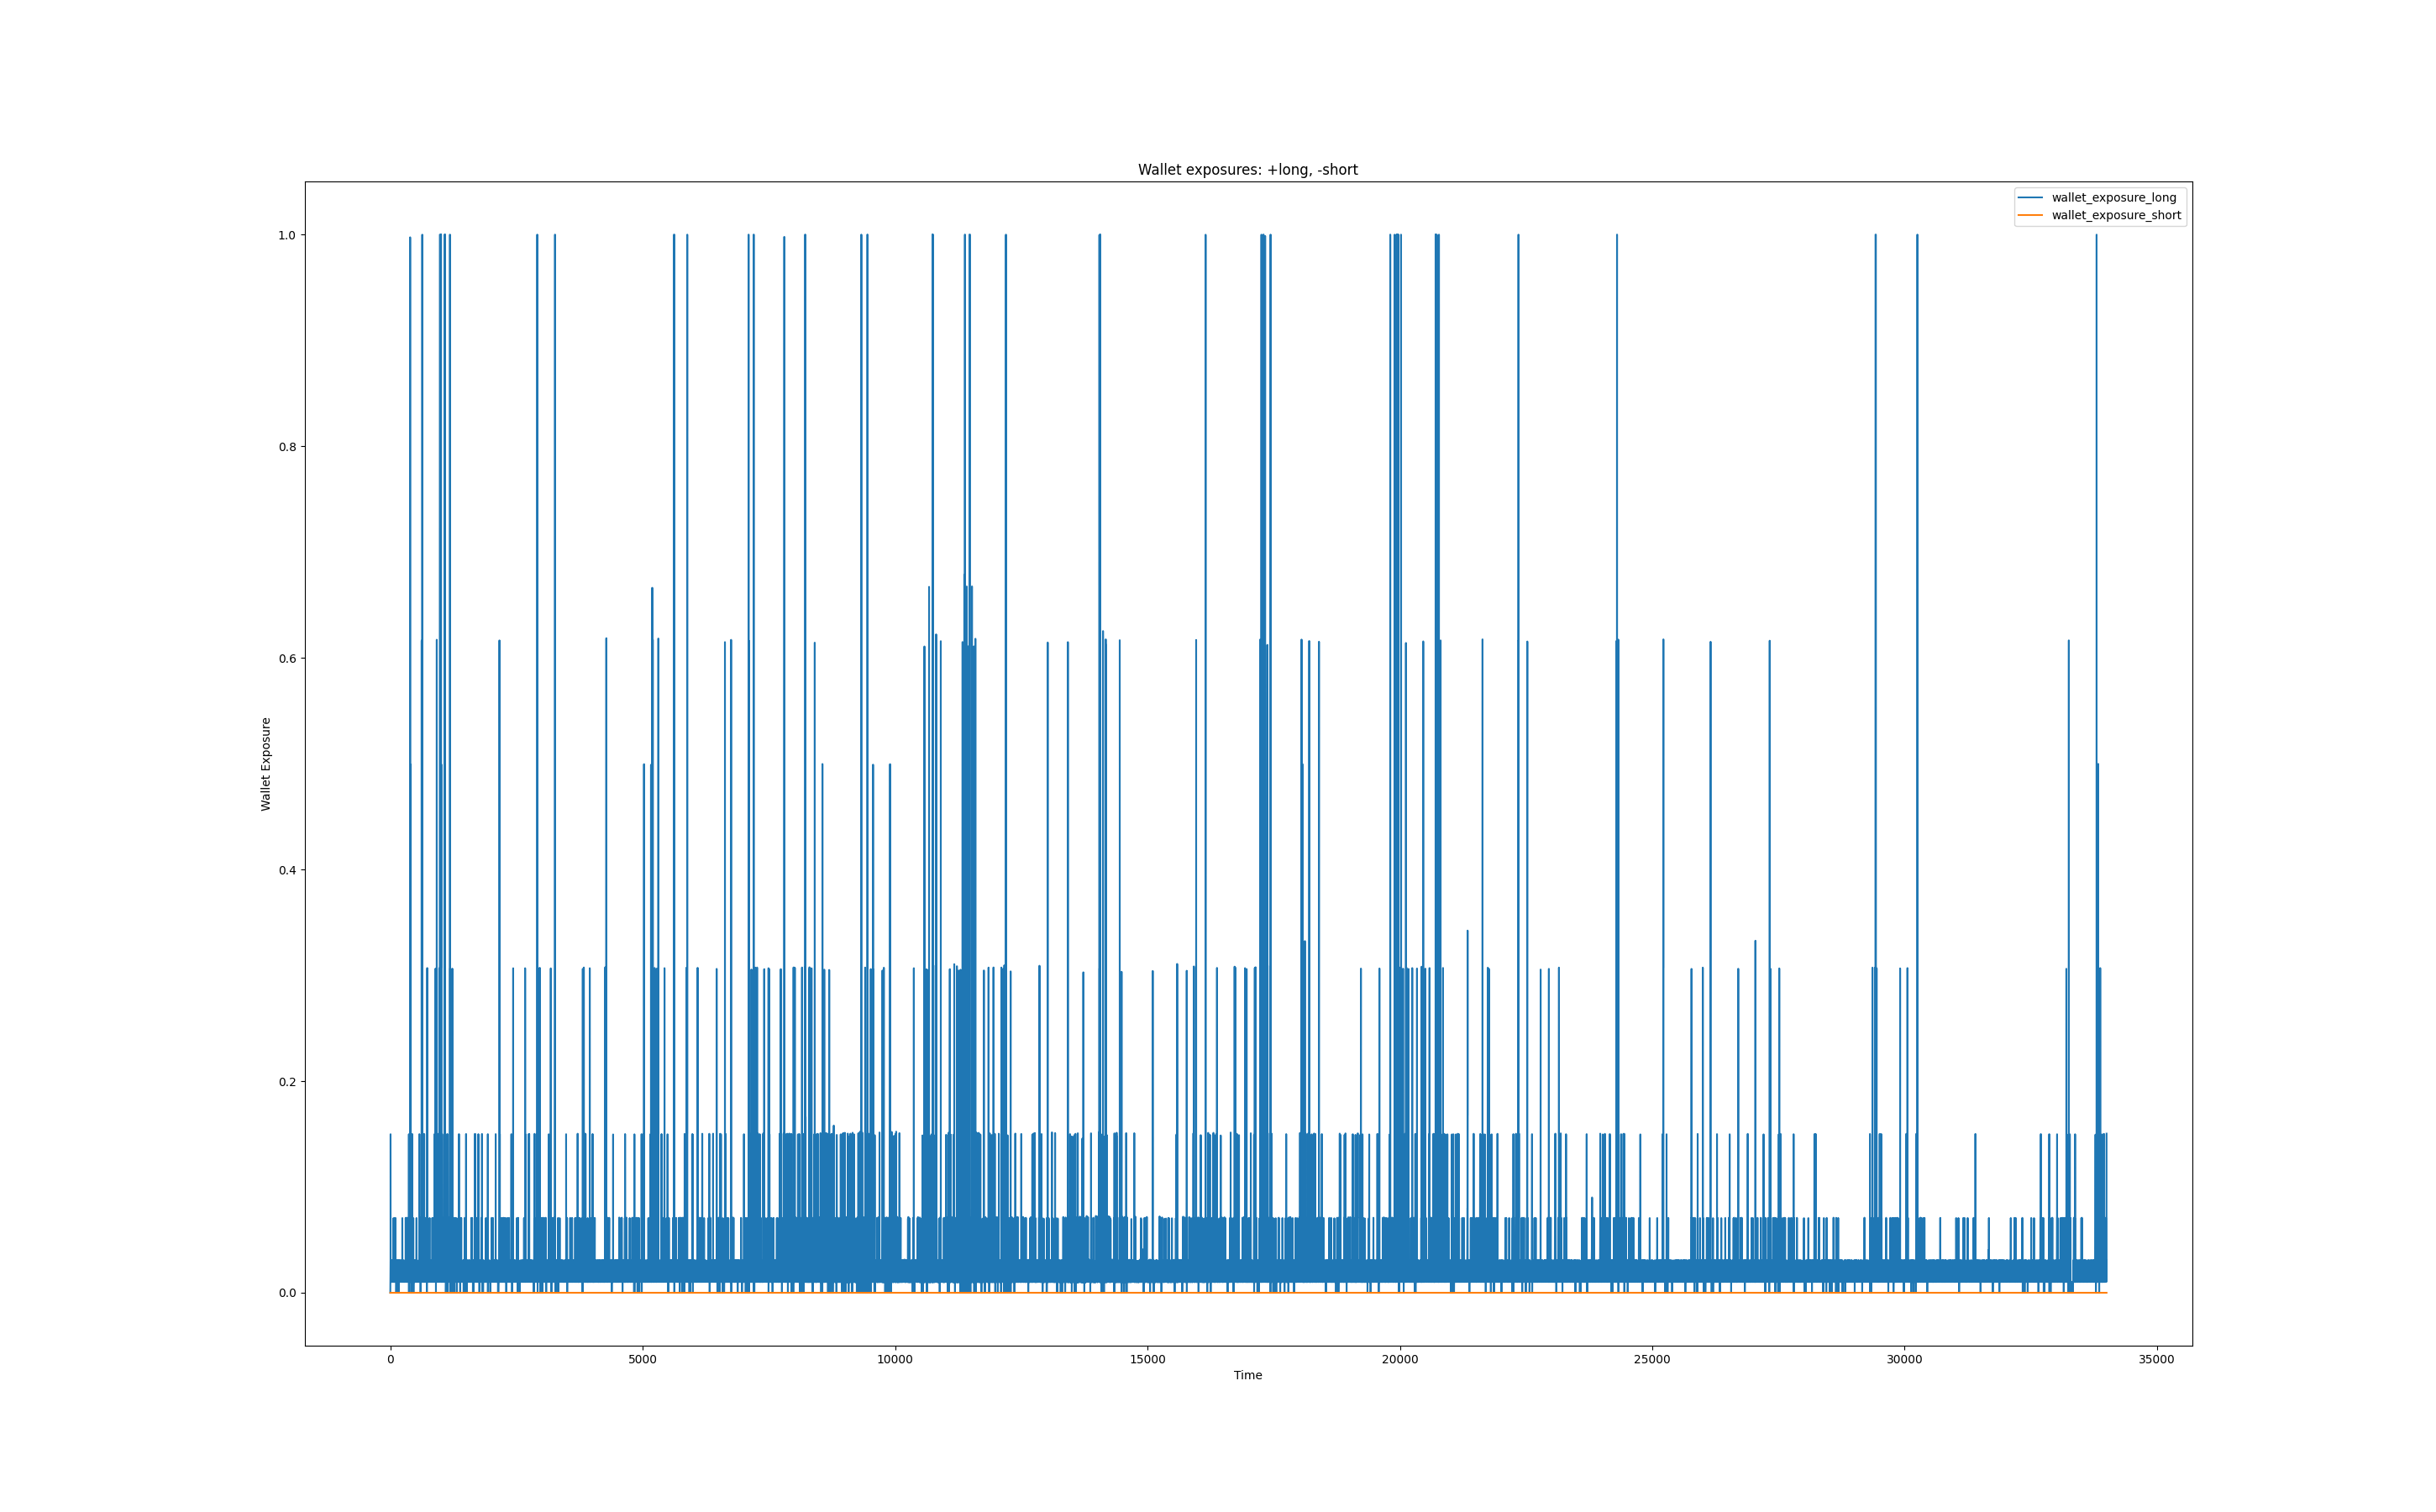 Wallet exposures: +long, -short
wallet_exposure_long
wallet_exposure_short
1.0
0.8
0.6
0.4
0.2
0.0
Wallet Exposure
0 5000 10000 15000 20000 25000 30000 35000
Time